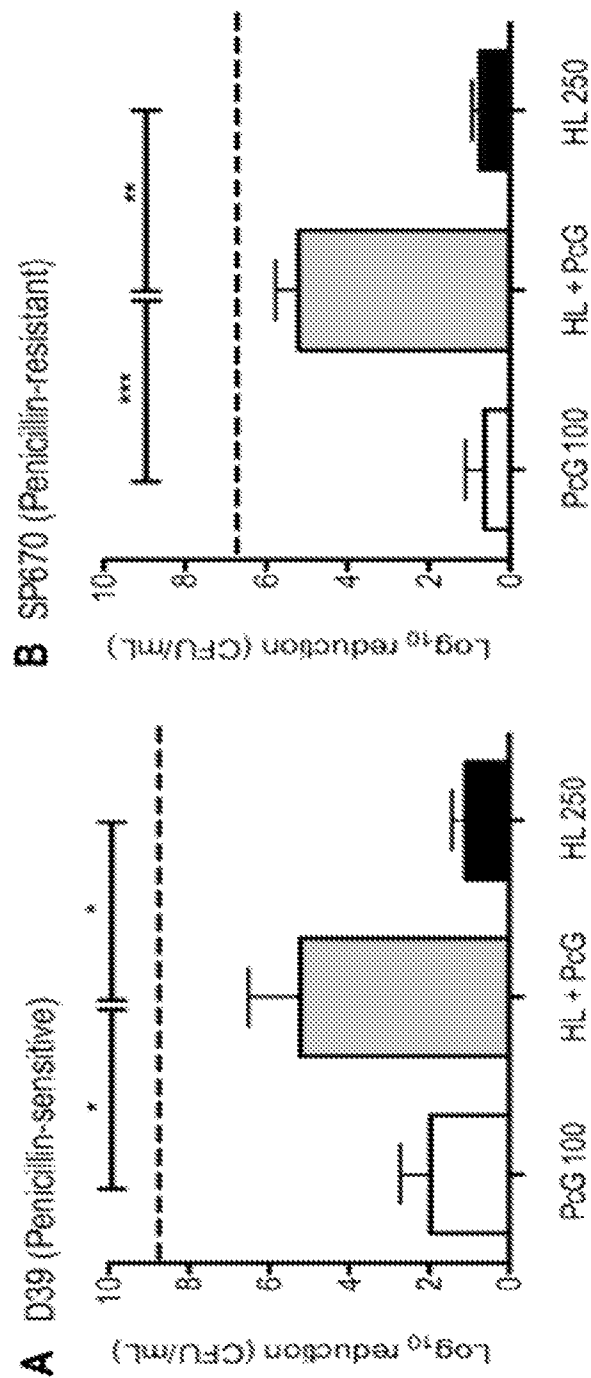 A D39 (Penicillin-sensitive)
* *
Log10 reduction (CFU/mL)
10
8
6
4
2
0
PcG 100 HL + PcG HL 250
B SP670 (Penicillin-resistant)
*** **
Log10 reduction (CFU/mL)
10
8
6
4
2
0
PcG 100 HL + PcG HL 250